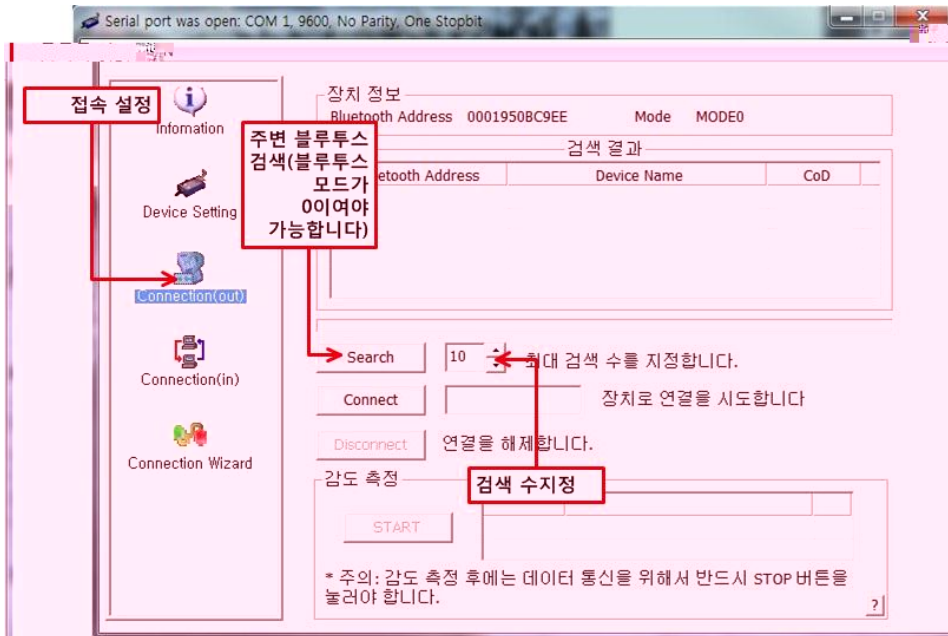 Serial port was open: COM 1, 9600, No Parity, One Stopbit
접속 설정
Infomation
Device Setting
Connection(out)
Connection(in)
Connection Wizard
장치 정보
Bluetooth Address 0001950BC9EE Mode MODE0
주변 블루투스
검색(블루투스
모드가
0이여야
가능합니다)
검색 결과
etooth Address Device Name CoD
Search 10 최대 검색 수를 지정합니다.
Connect 장치로 연결을 시도합니다
Disconnect 연결을 해제합니다.
검색 수지정
감도 측정
START
* 주의: 감도 측정 후에는 데이터 통신을 위해서 반드시 STOP 버튼을
눌러야 합니다.
?